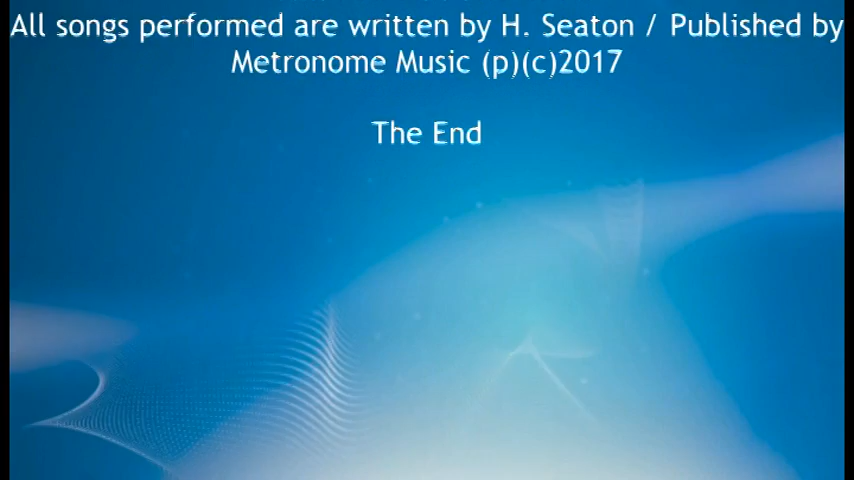 All songs performed are written by H. Seaton / Published by
Metronome Music (p)(c)2017
The End